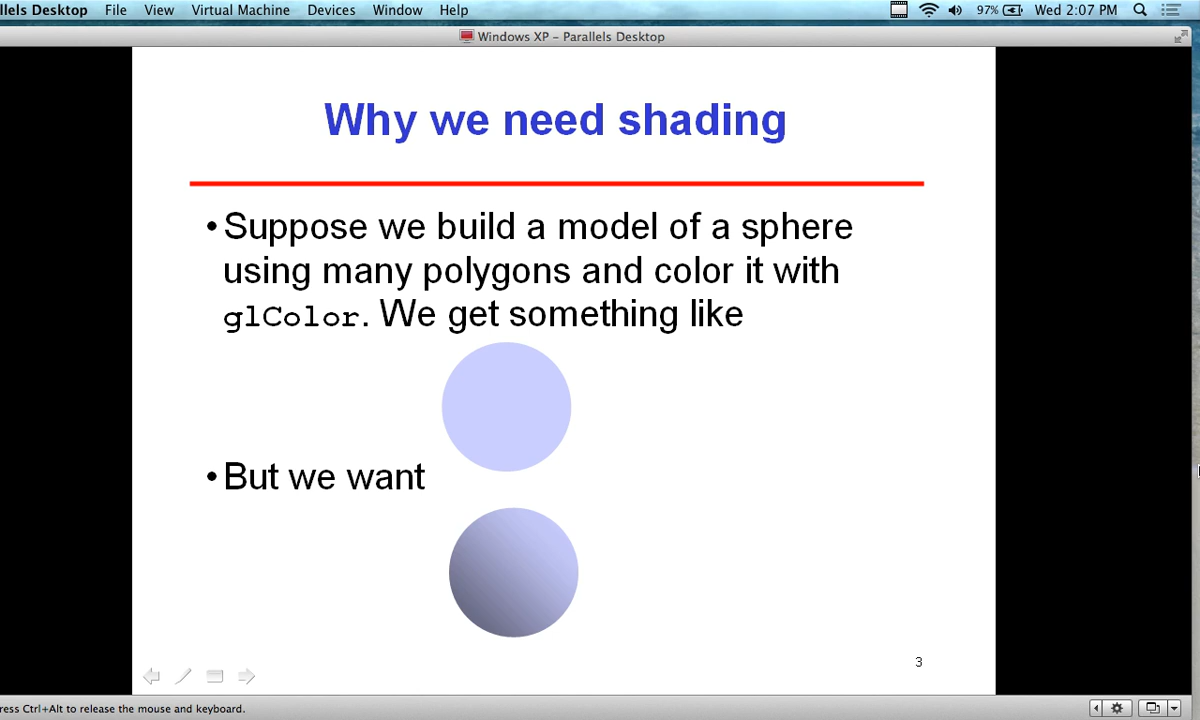 llels Desktop File View Virtual Machine Devices Window Help 97% Wed 2:07 PM
Windows XP – Parallels Desktop
Why we need shading
• Suppose we build a model of a sphere
using many polygons and color it with
glColor. We get something like
• But we want
3
ress Ctrl+Alt to release the mouse and keyboard.